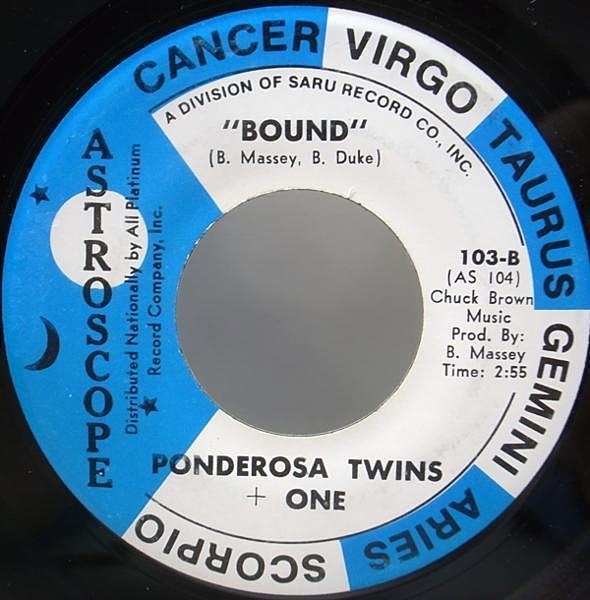 CANCER VIRGO TAURUS GEMINI ARIES SCORPIO
A DIVISION OF SARU RECORD CO., INC.
"BOUND"
(B. Massey, B. Duke)
ASTROSCOPE
Distributed Nationally by All Platinum
Record Company, Inc.
103-B
(AS 104)
Chuck Brown
Music
Prod. By:
B. Massey
Time: 2:55
PONDEROSA TWINS
+ ONE